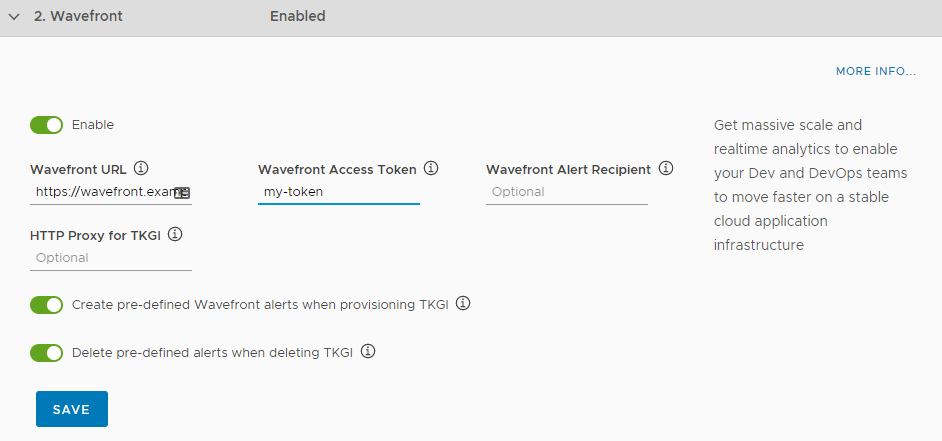 2. Wavefront Enabled
MORE INFO...
Enable
Get massive scale and
realtime analytics to enable
your Dev and DevOps teams
to move faster on a stable
cloud application
infrastructure
Wavefront URL Wavefront Access Token Wavefront Alert Recipient
https://wavefront.exam my-token Optional
HTTP Proxy for TKGI
Optional
Create pre-defined Wavefront alerts when provisioning TKGI
Delete pre-defined alerts when deleting TKGI
SAVE